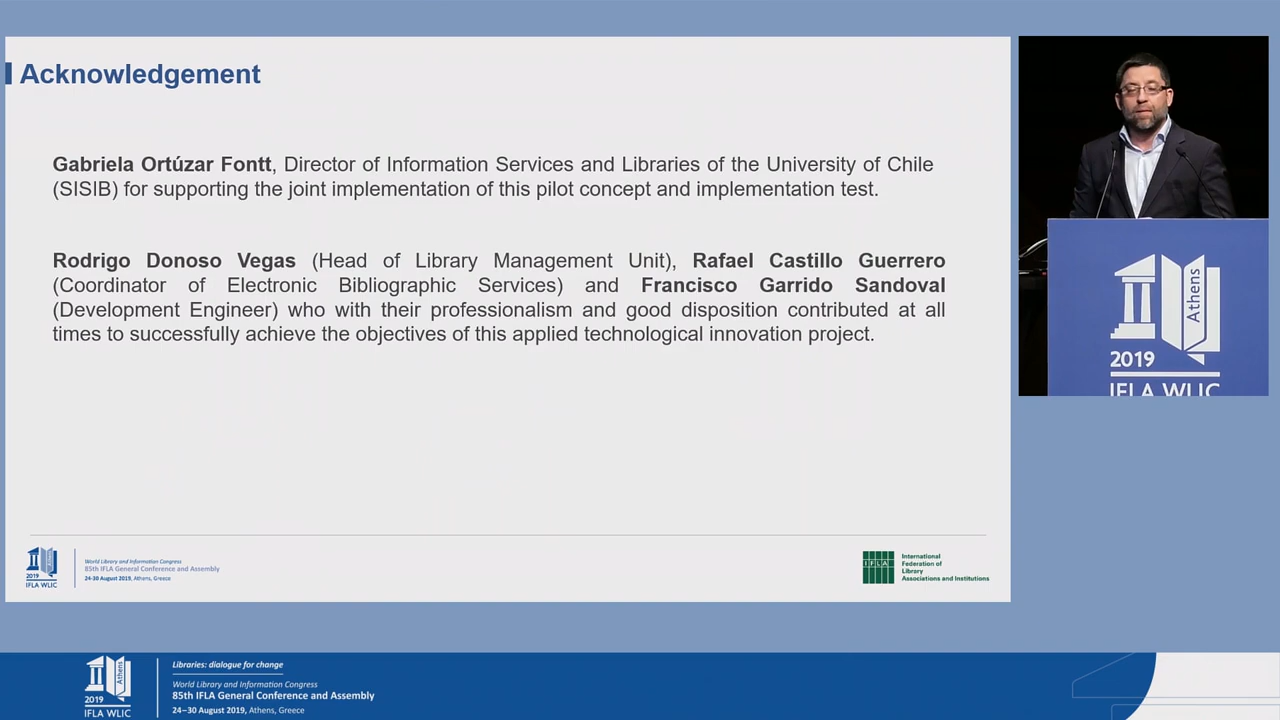 Acknowledgement
Gabriela Ortúzar Fontt, Director of Information Services and Libraries of the University of Chile
(SISIB) for supporting the joint implementation of this pilot concept and implementation test.
Rodrigo Donoso Vegas (Head of Library Management Unit), Rafael Castillo Guerrero
(Coordinator of Electronic Bibliographic Services) and Francisco Garrido Sandoval
(Development Engineer) who with their professionalism and good disposition contributed at all
times to successfully achieve the objectives of this applied technological innovation project.
2019
IFLA WLIC
World Library and Information Congress
85th IFLA General Conference and Assembly
24-30 August 2019, Athens, Greece
IFLA
International
Federation of
Library
Associations and Institutions
Athens
2019
IFLA WLIC
Athens
2019
IFLA WLIC
Libraries: dialogue for change
World Library and Information Congress
85th IFLA General Conference and Assembly
24–30 August 2019, Athens, Greece